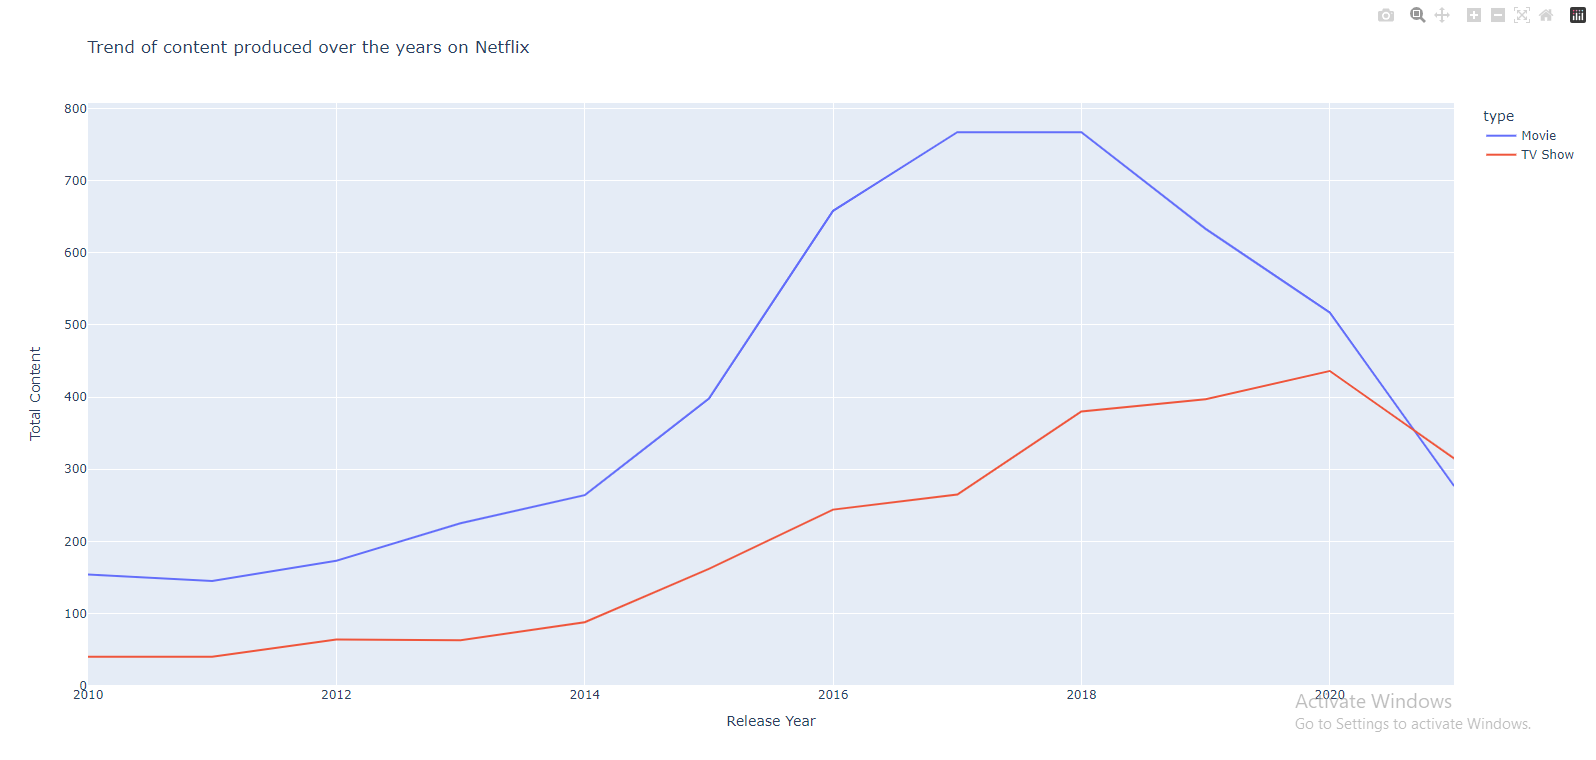 Trend of content produced over the years on Netflix
800
700
600
500
400
300
200
100
0
Total Content
2010 2012 2014 2016 2018 2020
Release Year
type
Movie
TV Show
Activate Windows
Go to Settings to activate Windows.